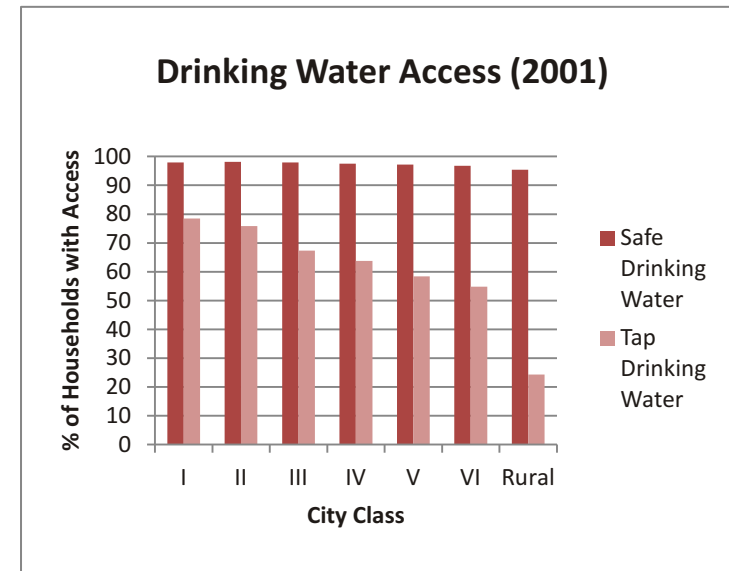 Drinking Water Access (2001)
% of Households with Access
100
90
80
70
60
50
40
30
20
10
0
I II III IV V VI Rural
City Class
Safe
Drinking
Water
Tap
Drinking
Water